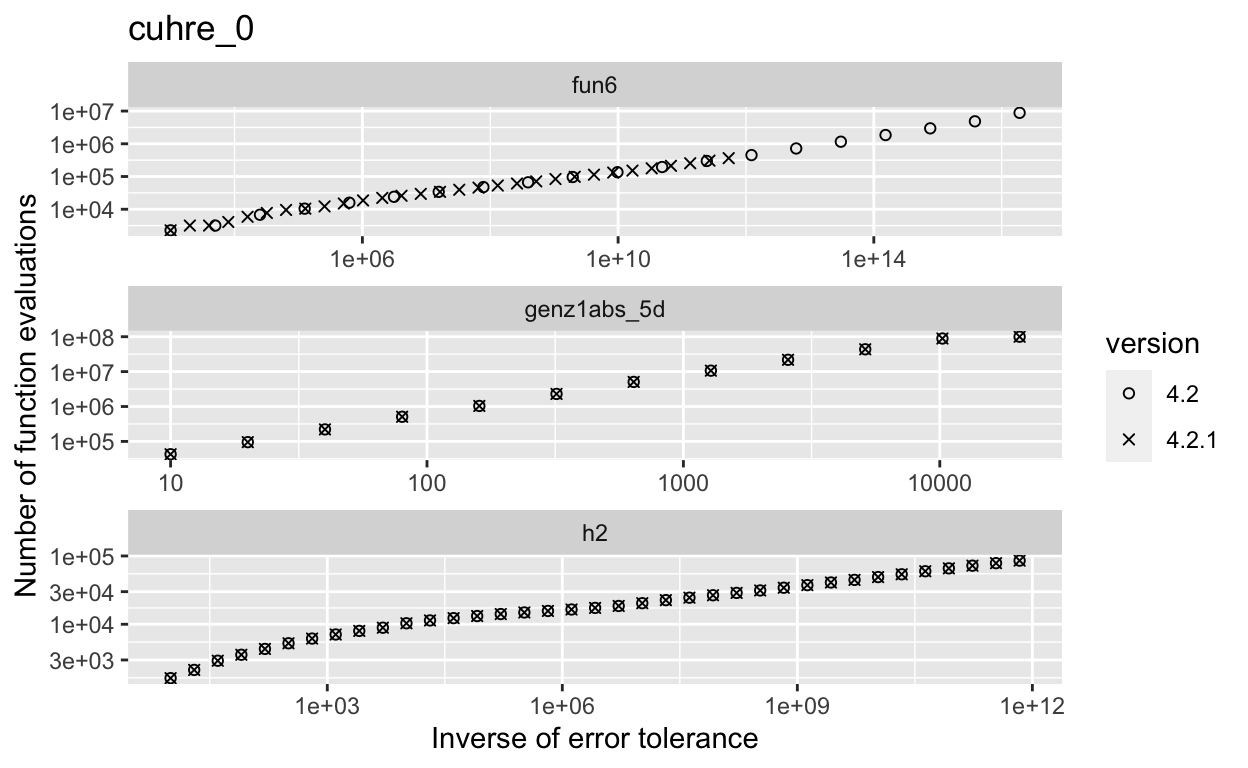 cuhre_0
fun6
1e+07
1e+06
1e+05
1e+04
1e+06 1e+10 1e+14
genz1abs_5d
1e+08
1e+07
1e+06
1e+05
10 100 1000 10000
h2
1e+05
3e+04
1e+04
3e+03
1e+03 1e+06 1e+09 1e+12
Number of function evaluations
Inverse of error tolerance
version
4.2
4.2.1